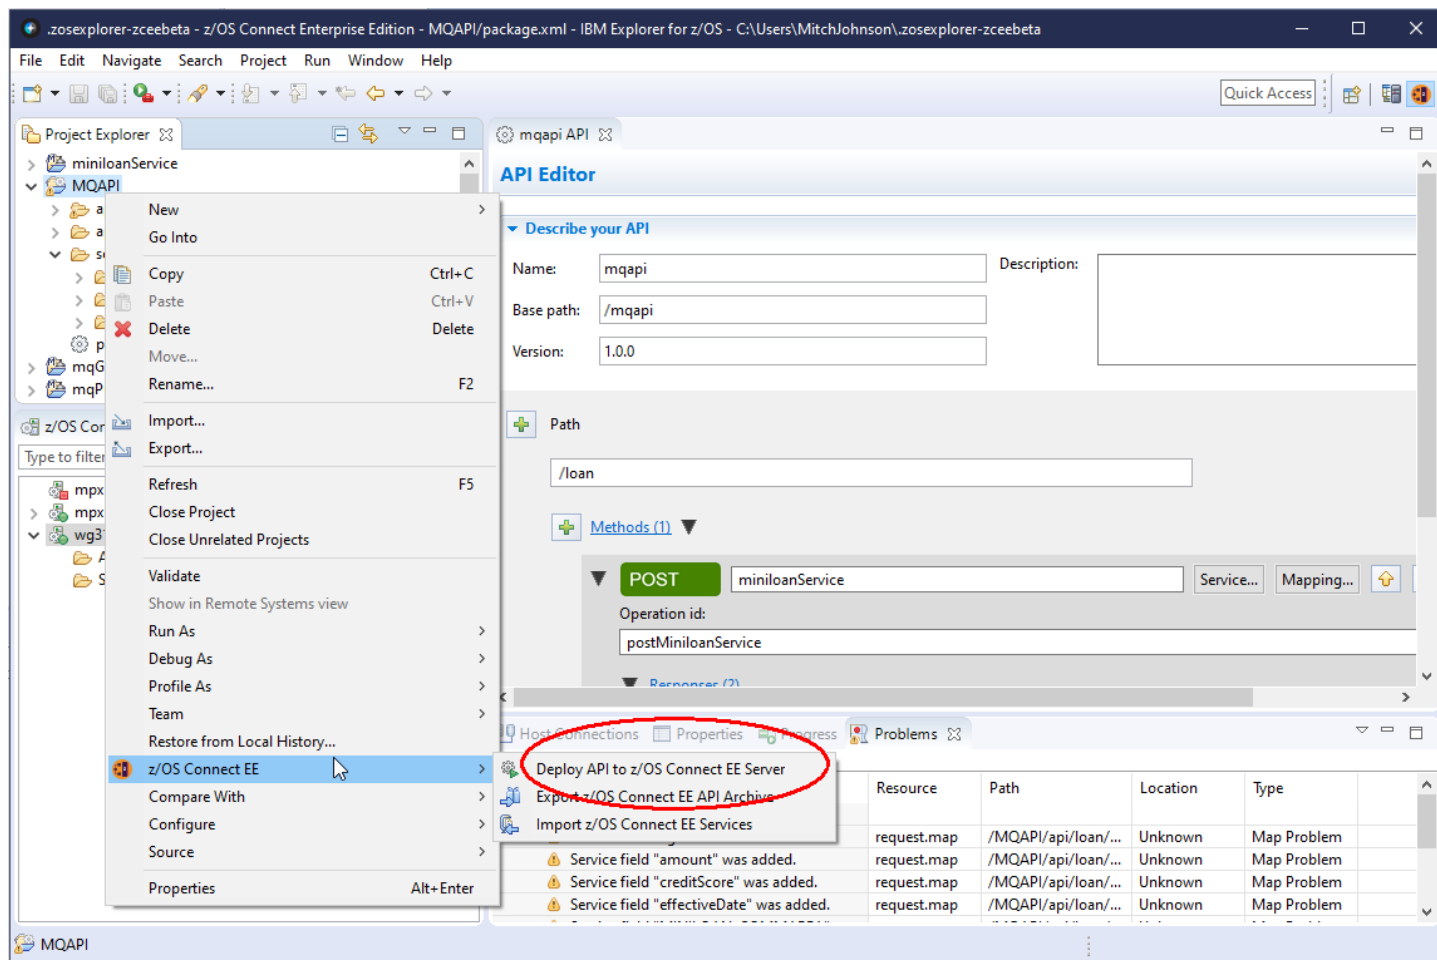 .zosexplorer-zceebeta - z/OS Connect Enterprise Edition - MQAPI/package.xml - IBM Explorer for z/OS - C:\Users\MitchJohnson\.zosexplorer-zceebeta
File Edit Navigate Search Project Run Window Help
Quick Access
Project Explorer
miniloanService
MQAPI
a
a
s
p
mqG
mqP
z/OS Cor
Type to filter
mpx
mpx
wg31
A
S
New
Go Into
Copy Ctrl+C
Paste Ctrl+V
Delete Delete
Move...
Rename... F2
Import...
Export...
Refresh F5
Close Project
Close Unrelated Projects
Validate
Show in Remote Systems view
Run As
Debug As
Profile As
Team
Restore from Local History...
z/OS Connect EE
Compare With
Configure
Source
Properties Alt+Enter
Deploy API to z/OS Connect EE Server
Export z/OS Connect EE API Archive
Import z/OS Connect EE Services
mqapi API
API Editor
Describe your API
Name: mqapi
Description:
Base path: /mqapi
Version: 1.0.0
Path
/loan
Methods (1)
POST miniloanService Service... Mapping...
Operation id:
postMiniloanService
Responses (2)
Host Connections Properties Progress Problems
Resource Path Location Type
request.map /MQAPI/api/loan/... Unknown Map Problem
Service field "amount" was added. request.map /MQAPI/api/loan/... Unknown Map Problem
Service field "creditScore" was added. request.map /MQAPI/api/loan/... Unknown Map Problem
Service field "effectiveDate" was added. request.map /MQAPI/api/loan/... Unknown Map Problem
MQAPI